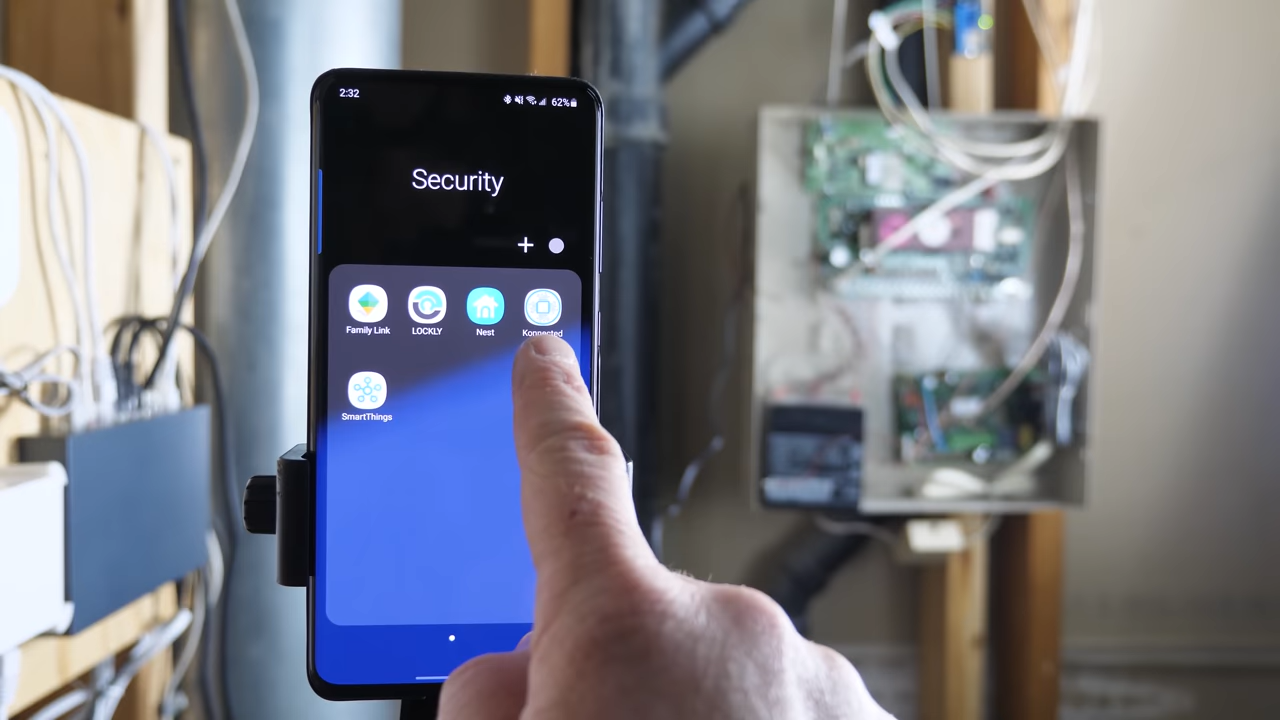 2:32
62%
Security
Family Link
LOCKLY
Nest
Konnected
SmartThings